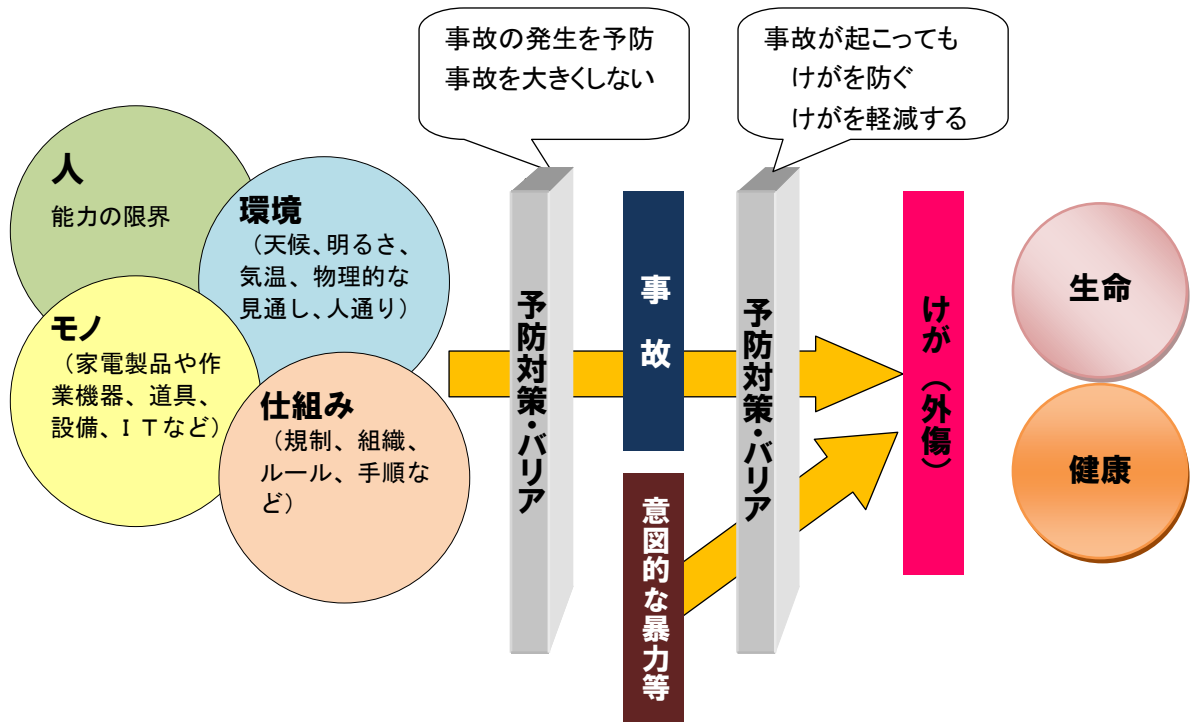 事故の発生を予防
事故を大きくしない
事故が起こっても
けがを防ぐ
けがを軽減する
人
能力の限界
環境
（天候、明るさ、
気温、物理的な
見通し、人通り）
モノ
（家電製品や作
業機器、道具、
設備、ＩＴなど）
仕組み
（規制、組織、
ルール、手順な
ど）
予防対策・バリア
事故
意図的な暴力等
予防対策・バリア
けが（外傷）
生命
健康